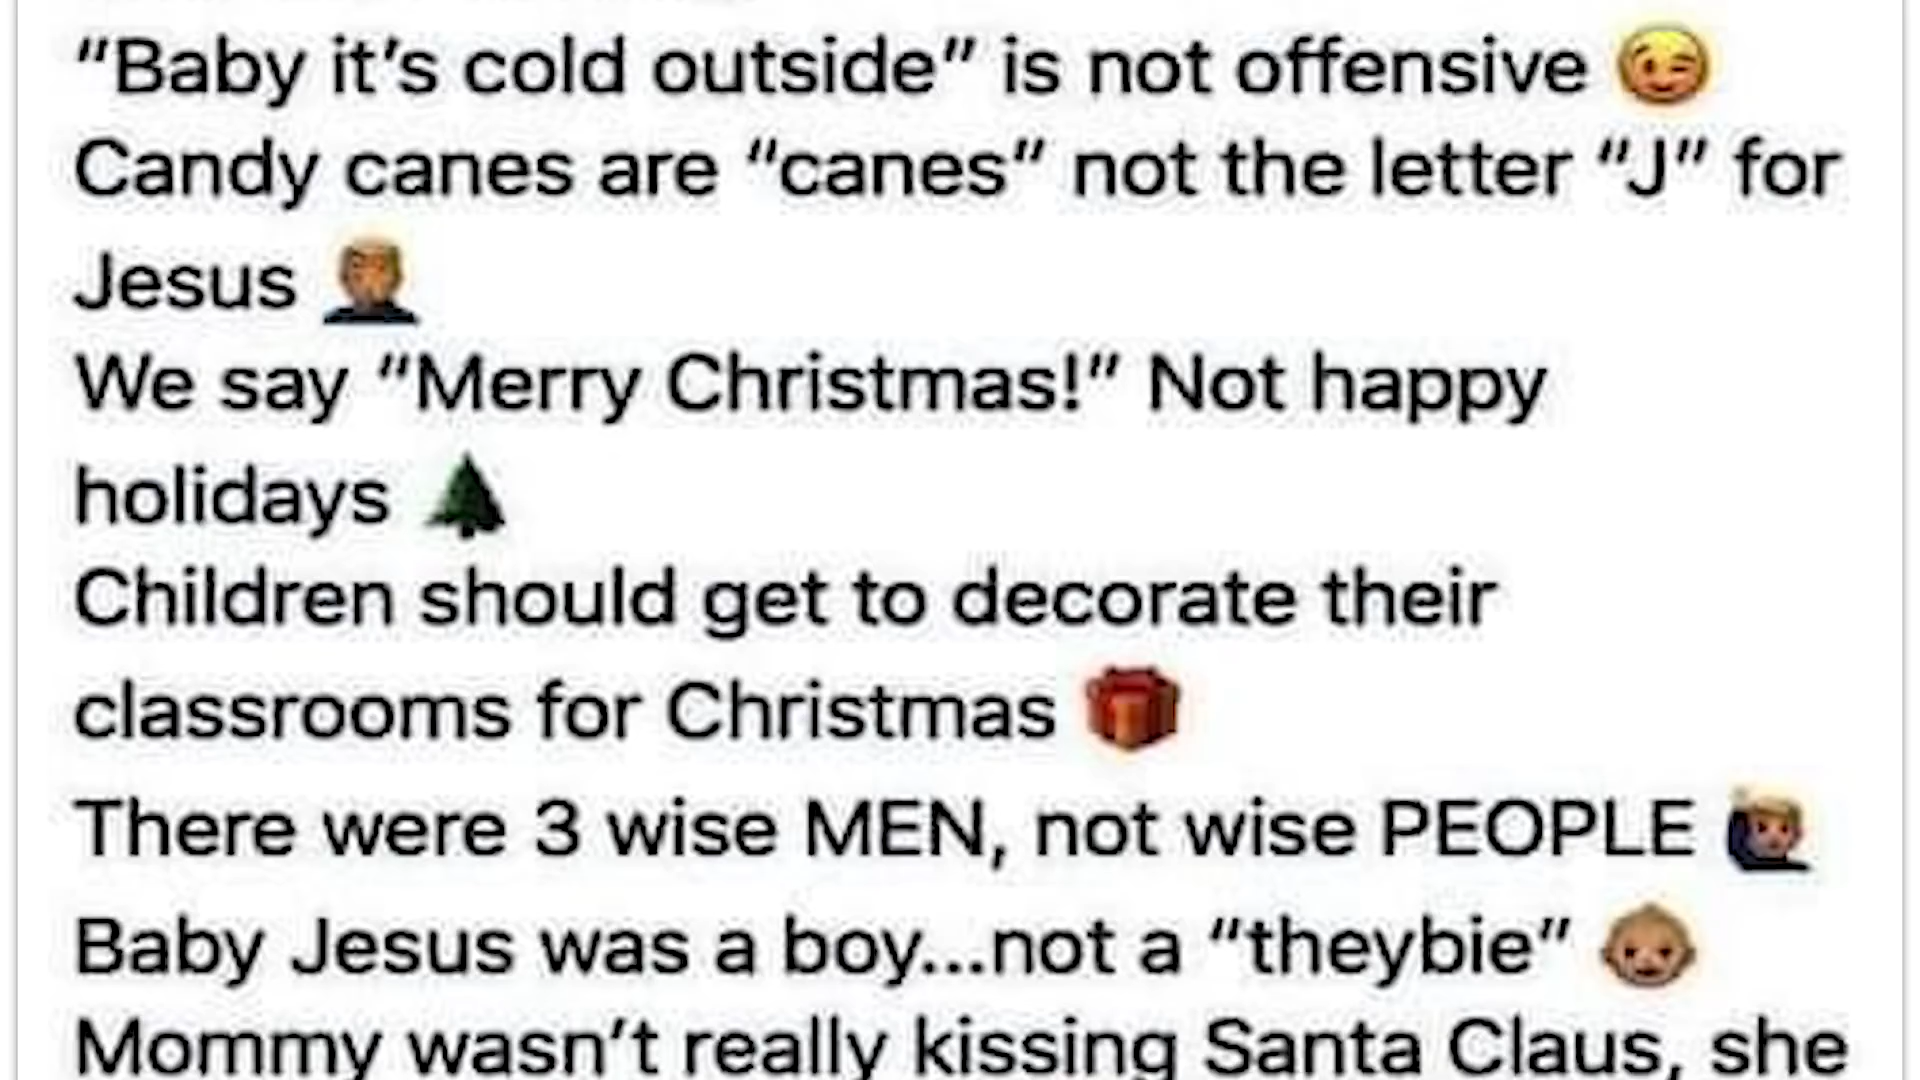 “Baby it’s cold outside” is not offensive 😉
Candy canes are “canes” not the letter “J” for
Jesus 🤦🏽‍♂️
We say “Merry Christmas!” Not happy
holidays 🌲
Children should get to decorate their
classrooms for Christmas 🎁
There were 3 wise MEN, not wise PEOPLE 🙋🏽‍♂️
Baby Jesus was a boy...not a “theybie” 👶🏽
Mommy wasn’t really kissing Santa Claus, she